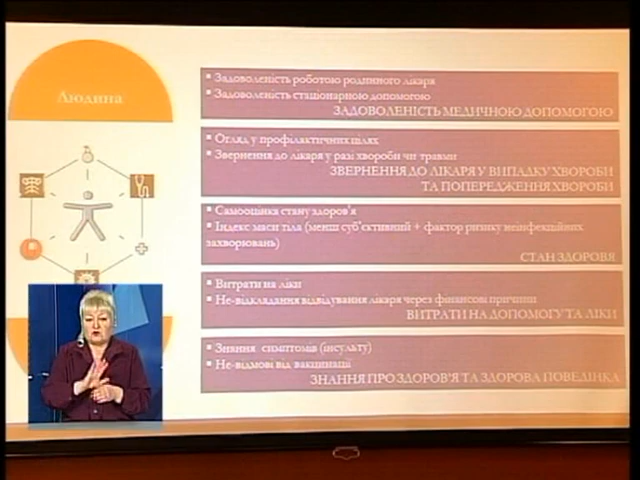 Людина
Задоволеність роботою родинного лікаря
Задоволеність стаціонарною допомогою
ЗАДОВОЛЕНІСТЬ МЕДИЧНОЮ ДОПОМОГОЮ
Огляд у профілактичних цілях
Звернення до лікаря у разі хвороби чи травми
ЗВЕРНЕННЯ ДО ЛІКАРЯ У ВИПАДКУ ХВОРОБИ
ТА ПОПЕРЕДЖЕННЯ ХВОРОБИ
Самооцінка стану здоров'я
Індекс маси тіла (менш суб'єктивний + фактор ризику неінфекційних
захворювань)
СТАН ЗДОРОВЯ
Витрати на ліки
Не-відкладання відвідування лікаря через фінансові причини
ВИТРАТИ НА ДОПОМОГУ ТА ЛІКИ
Знання симптомів (інсульту)
Не-відмові від вакцинації
ЗНАННЯ ПРО ЗДОРОВ'Я ТА ЗДОРОВА ПОВЕДІНКА